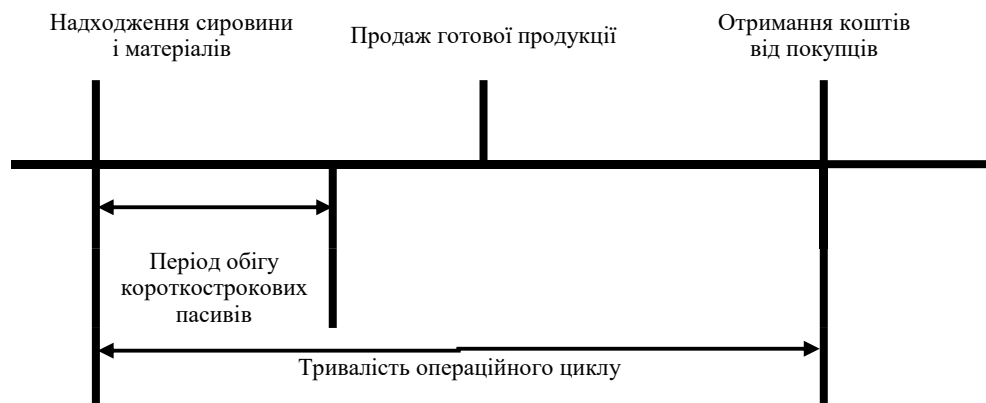 Надходження сировини
і матеріалів
Продаж готової продукції
Отримання коштів
від покупців
Період обігу
короткострокових
пасивів
Тривалість операційного циклу